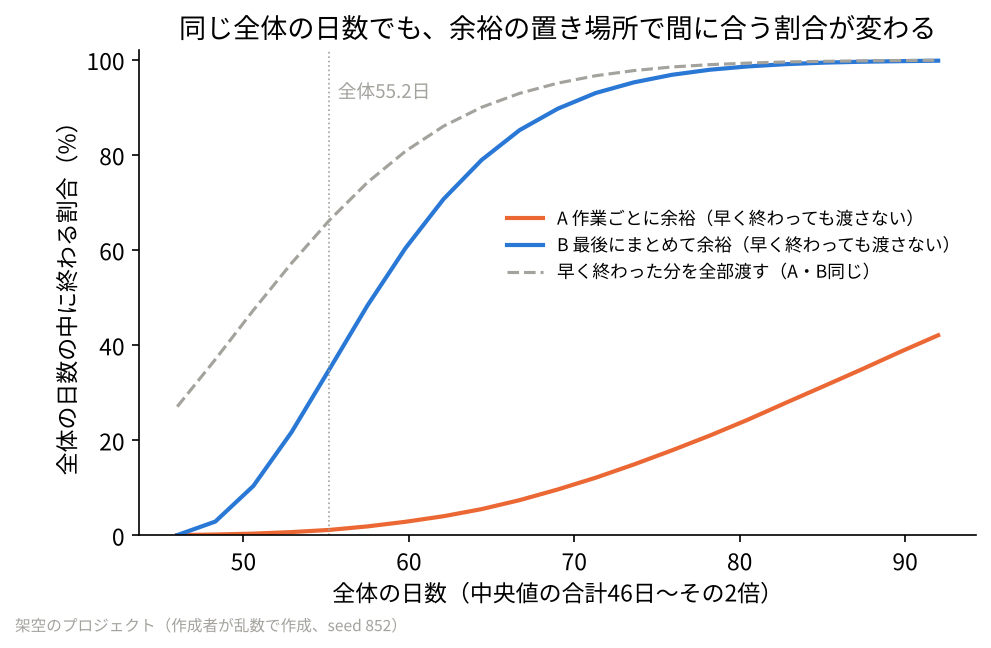 同じ全体の日数でも、余裕の置き場所で間に合う割合が変わる
全体の日数の中に終わる割合（%）
100
80
60
40
20
0
全体55.2日
A 作業ごとに余裕（早く終わっても渡さない）
B 最後にまとめて余裕（早く終わっても渡さない）
早く終わった分を全部渡す（A・B同じ）
50
60
70
80
90
全体の日数（中央値の合計46日～その2倍）
架空のプロジェクト（作成者が乱数で作成、seed 852）